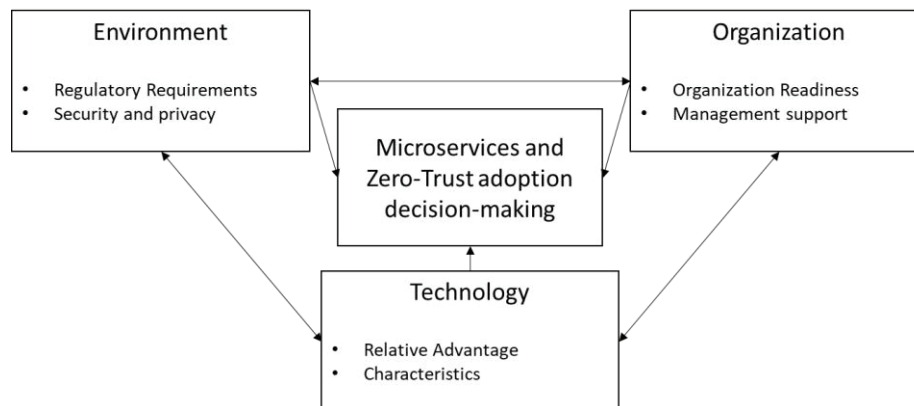 Environment
• Regulatory Requirements
• Security and privacy
Organization
• Organization Readiness
• Management support
Microservices and
Zero-Trust adoption
decision-making
Technology
• Relative Advantage
• Characteristics